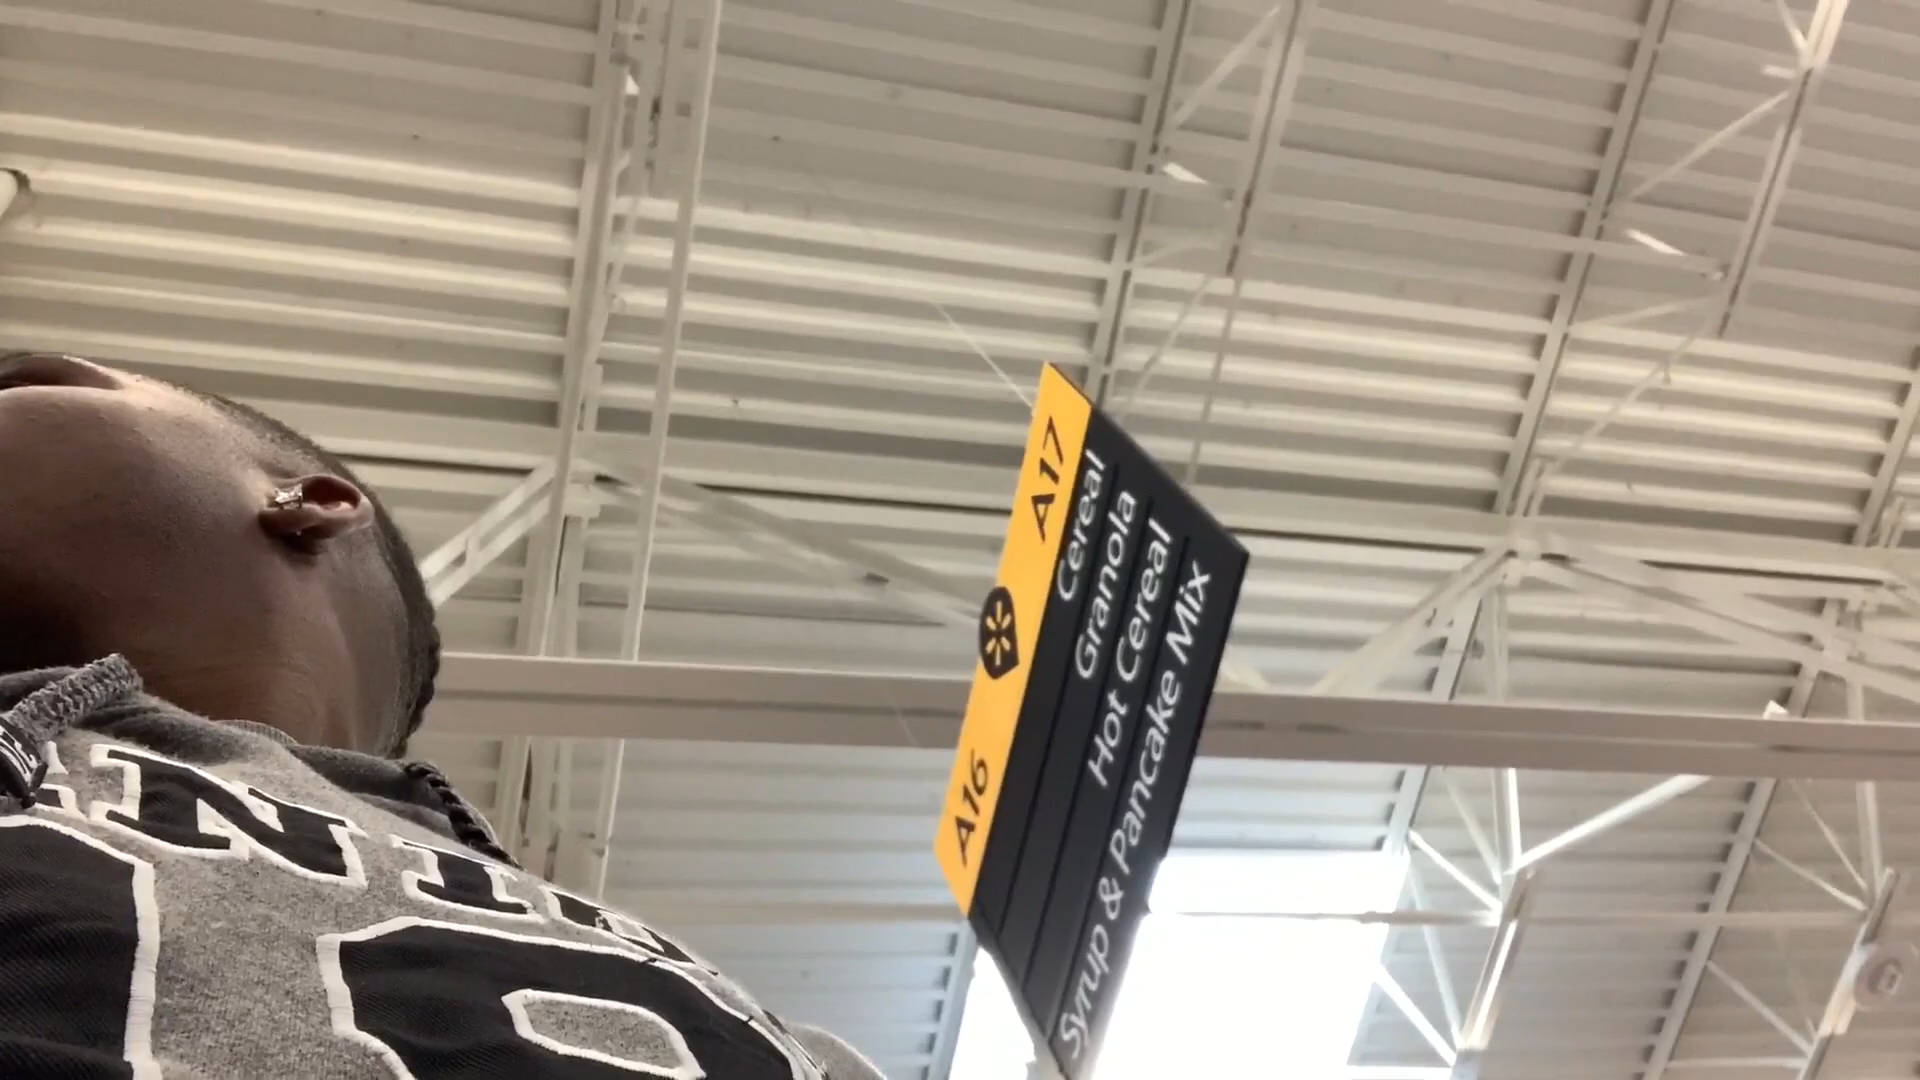 A16 A17
Cereal
Granola
Hot Cereal
Syrup & Pancake Mix